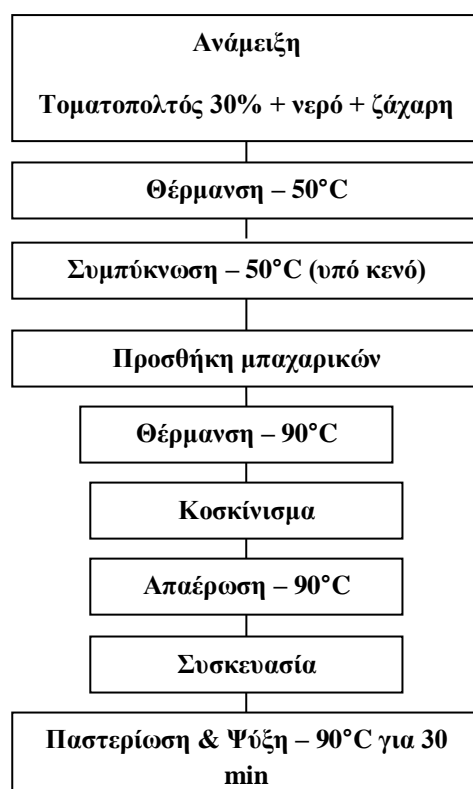 Ανάμειξη
Τοματοπολτός 30% + νερό + ζάχαρη
Θέρμανση – 50°C
Συμπύκνωση – 50°C (υπό κενό)
Προσθήκη μπαχαρικών
Θέρμανση – 90°C
Κοσκίνισμα
Απαέρωση – 90°C
Συσκευασία
Παστερίωση & Ψύξη – 90°C για 30
min